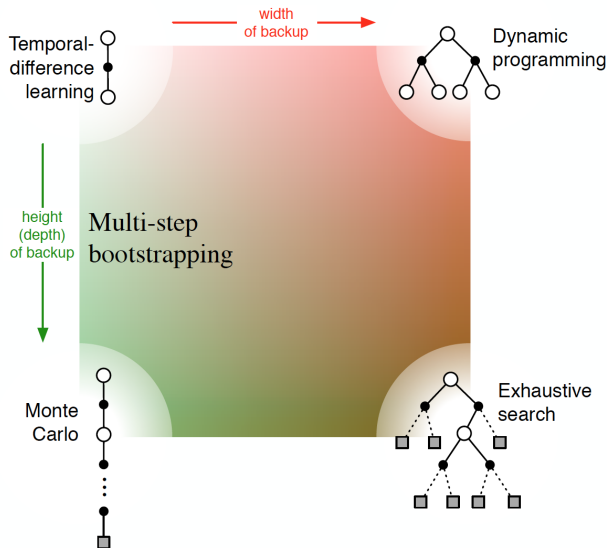 width
of backup
Temporal-
difference
learning
Dynamic
programming
height
(depth)
of backup
Multi-step
bootstrapping
Monte
Carlo
Exhaustive
search